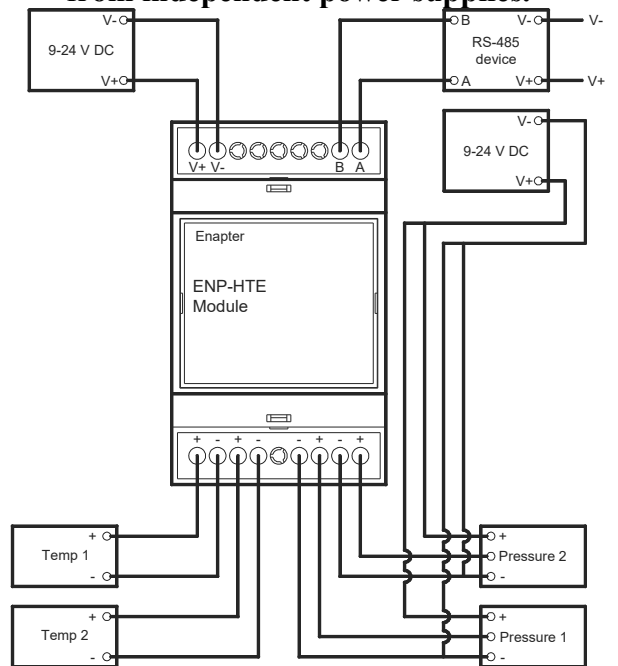 from independent power supplies.
V-
9-24 V DC
V+
B V- V-
RS-485
device
A V+ V+
V-
9-24 V DC
V+
V+ V- B A
Enapter
ENP-HTE
Module
+ - + - - + - +
+
Temp 1
-
+
Pressure 2
-
+
Temp 2
-
+
Pressure 1
-